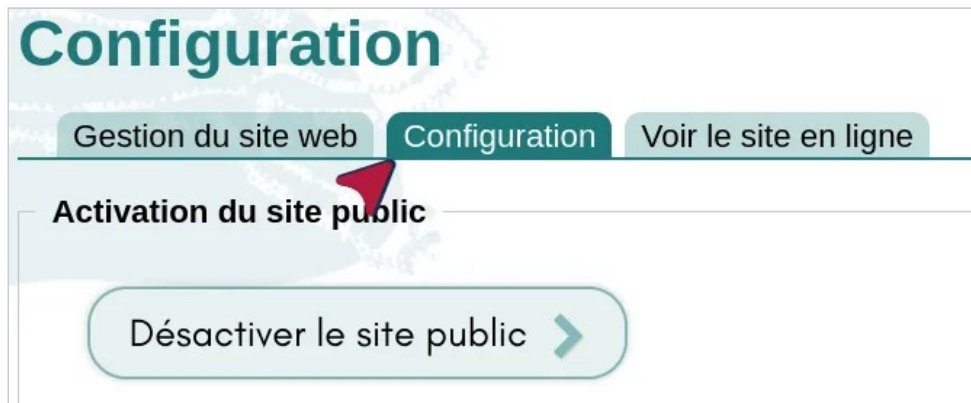 Configuration
Gestion du site web Configuration Voir le site en ligne
Activation du site public
Désactiver le site public